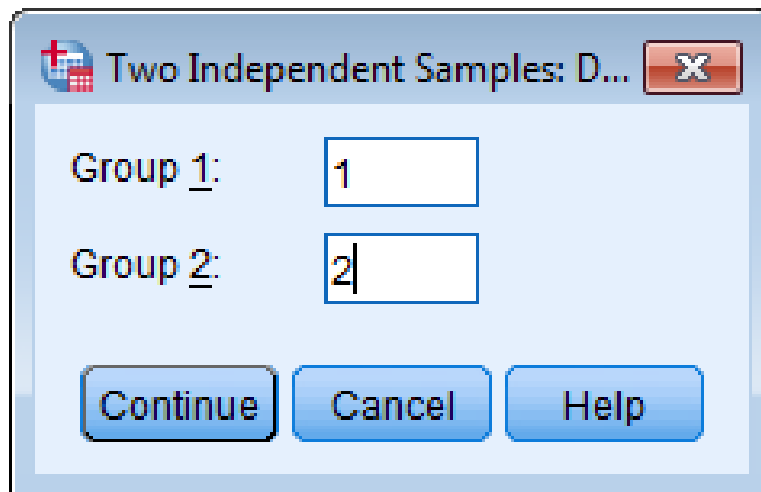 Two Independent Samples: D...
Group 1: 1
Group 2: 2
Continue Cancel Help